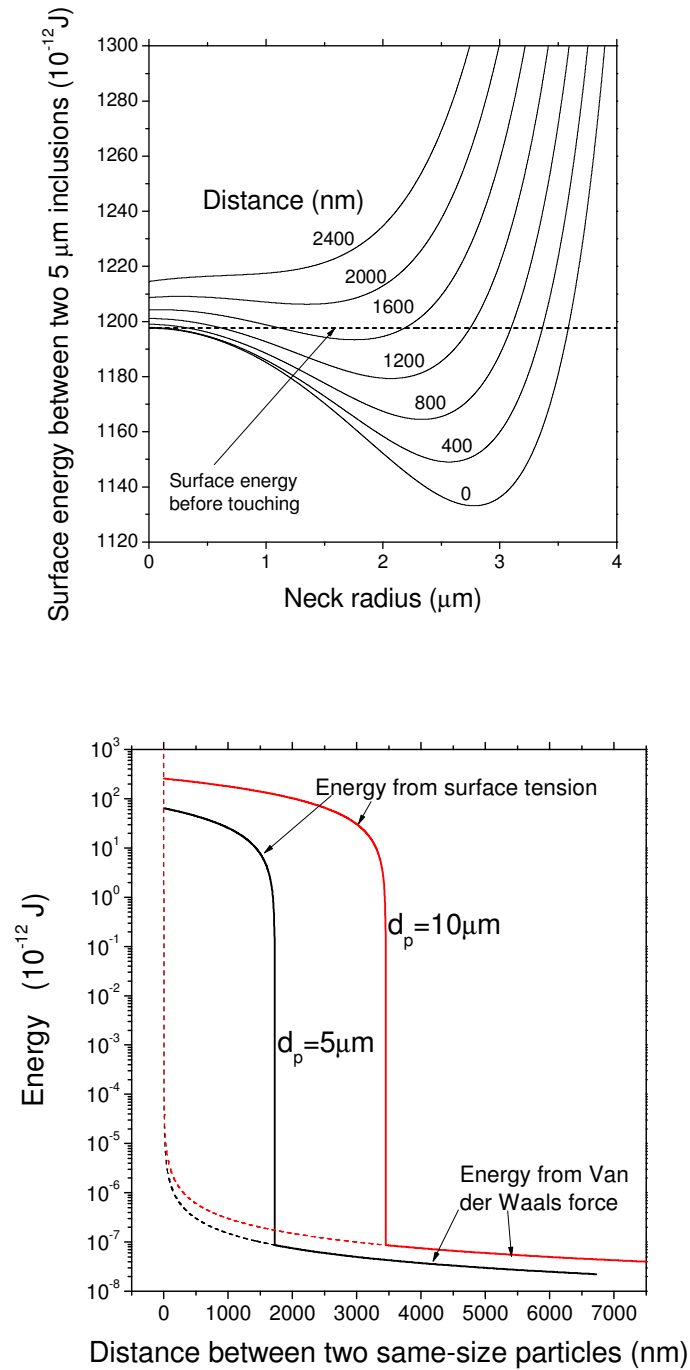 Surface energy between two 5 μm inclusions (10⁻¹² J)
1300
1280
1260
1240
1220
1200
1180
1160
1140
1120
Distance (nm)
2400
2000
1600
1200
800
400
0
Surface energy
before touching
0 1 2 3 4
Neck radius (μm)
Energy (10⁻¹² J)
10³
10²
10¹
10⁰
10⁻¹
10⁻²
10⁻³
10⁻⁴
10⁻⁵
10⁻⁶
10⁻⁷
10⁻⁸
Energy from surface tension
dₚ=10μm
dₚ=5μm
Energy from Van
der Waals force
0 1000 2000 3000 4000 5000 6000 7000
Distance between two same-size particles (nm)